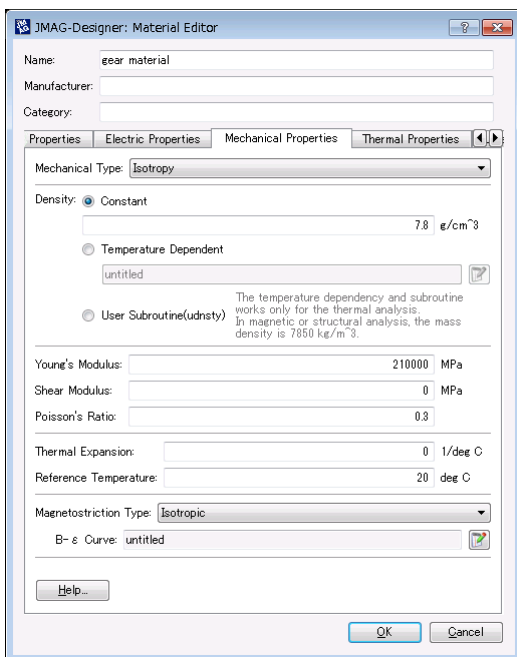 JMAG-Designer: Material Editor
Name: gear material
Manufacturer:
Category:
Properties Electric Properties Mechanical Properties Thermal Properties
Mechanical Type: Isotropy
Density: Constant
7.8 g/cm^3
Temperature Dependent
untitled
User Subroutine(udnsty)
The temperature dependency and subroutine
works only for the thermal analysis.
In magnetic or structural analysis, the mass
density is 7850 kg/m^3.
Young's Modulus: 210000 MPa
Shear Modulus: 0 MPa
Poisson's Ratio: 0.3
Thermal Expansion: 0 1/deg C
Reference Temperature: 20 deg C
Magnetostriction Type: Isotropic
B-ε Curve: untitled
Help...
OK Cancel